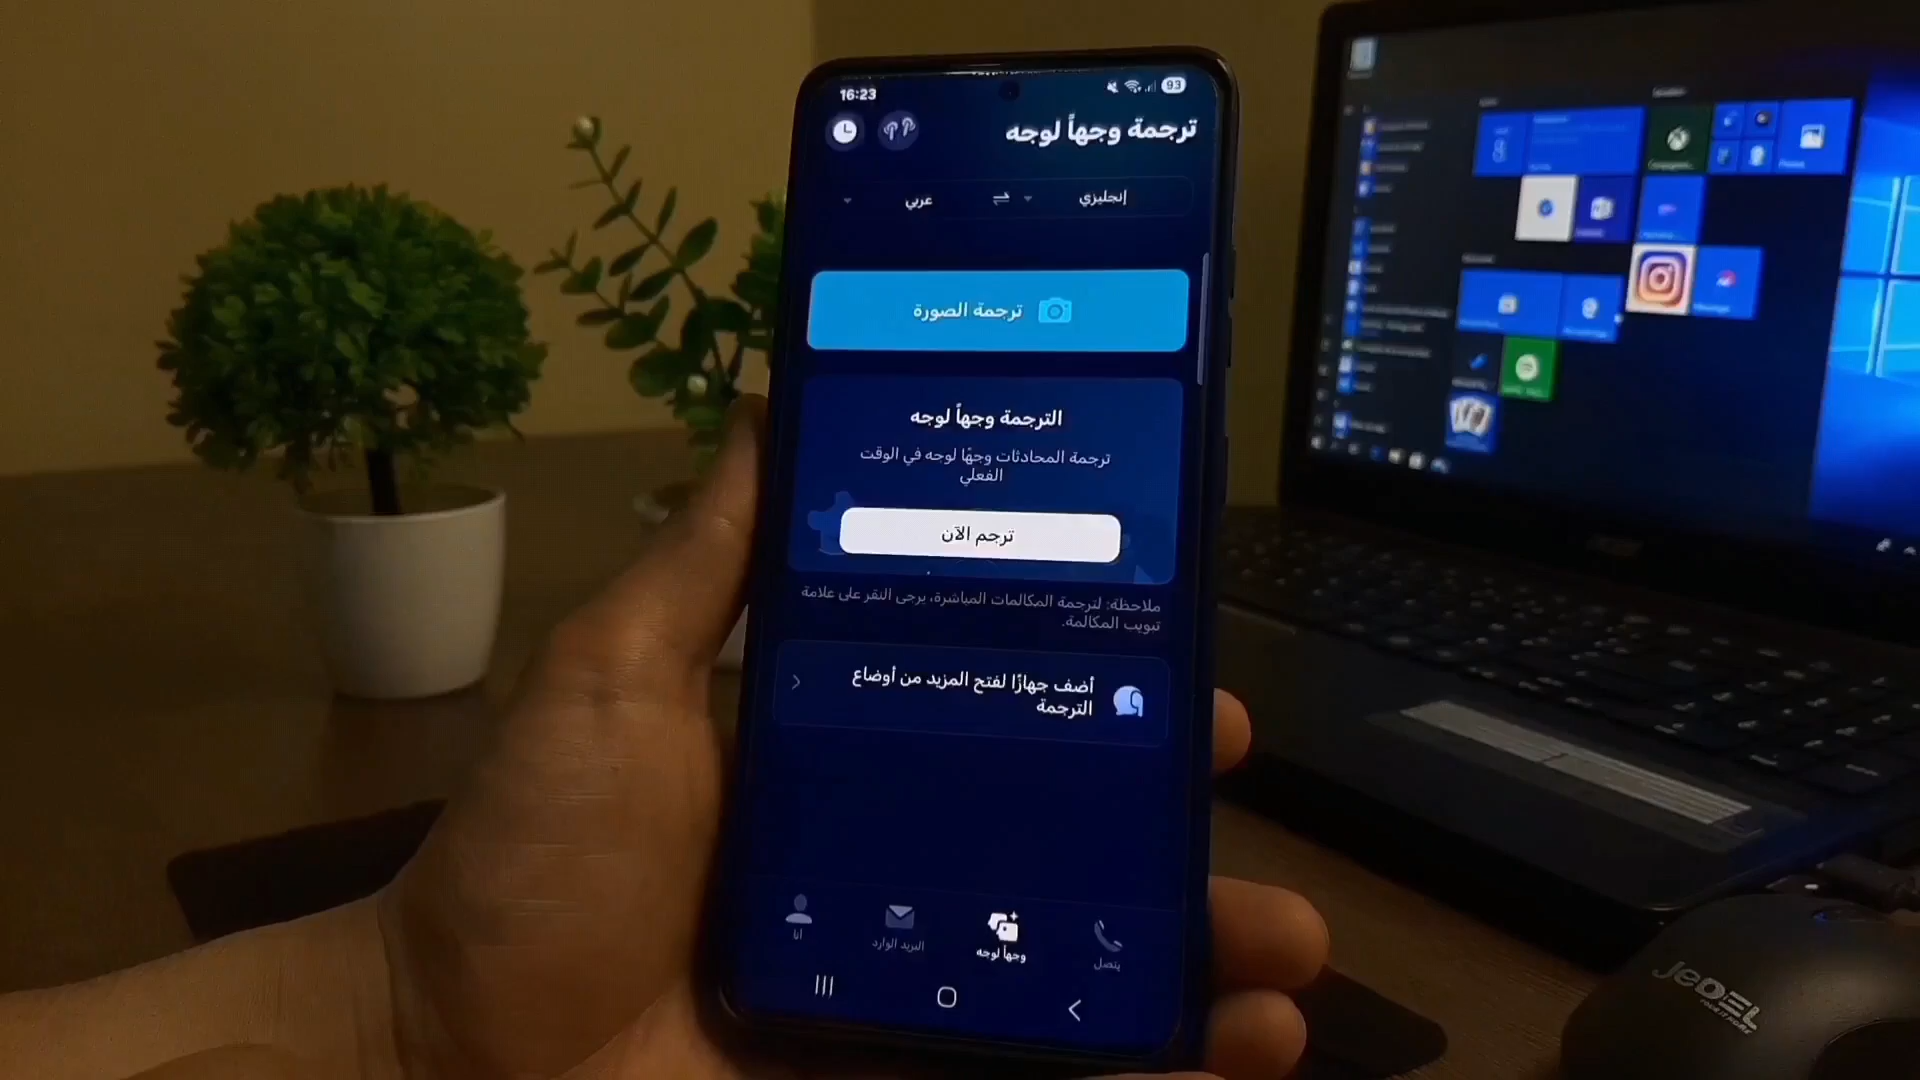 16:23
93
ترجمة وجهاً لوجه
إنجليزي
عربي
ترجمة الصورة
الترجمة وجهاً لوجه
ترجمة المحادثات وجهًا لوجه في الوقت
الفعلي
ترجم الآن
ملاحظة: لترجمة المكالمات المباشرة، يرجى النقر على علامة
تبويب المكالمة.
أضف جهازًا لفتح المزيد من أوضاع
الترجمة
يتصل
وجهاً لوجه
البريد الوارد
أنا
JEDEL